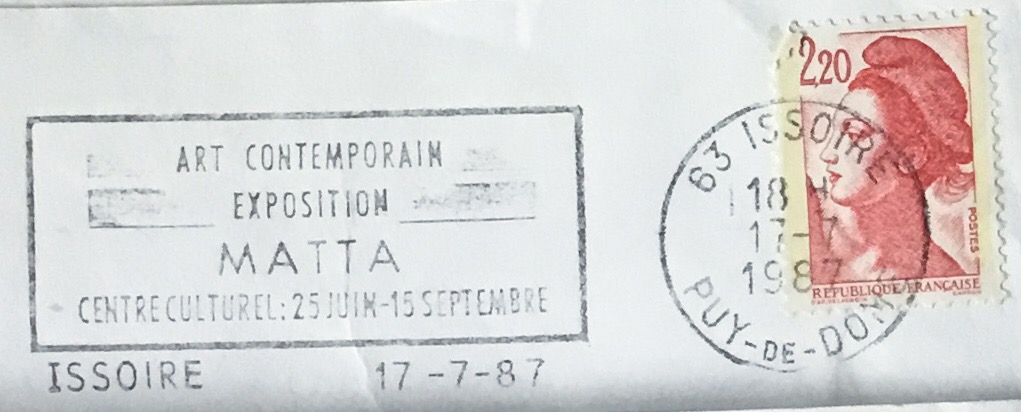 ART CONTEMPORAIN
EXPOSITION
MATTA
CENTRE CULTUREL: 25 JUIN-15 SEPTEMBRE
ISSOIRE 17-7-87
63 ISSOIRE
18 H
17-7
1987
PUY-DE-DOME
2,20
POSTES
REPUBLIQUE FRANÇAISE